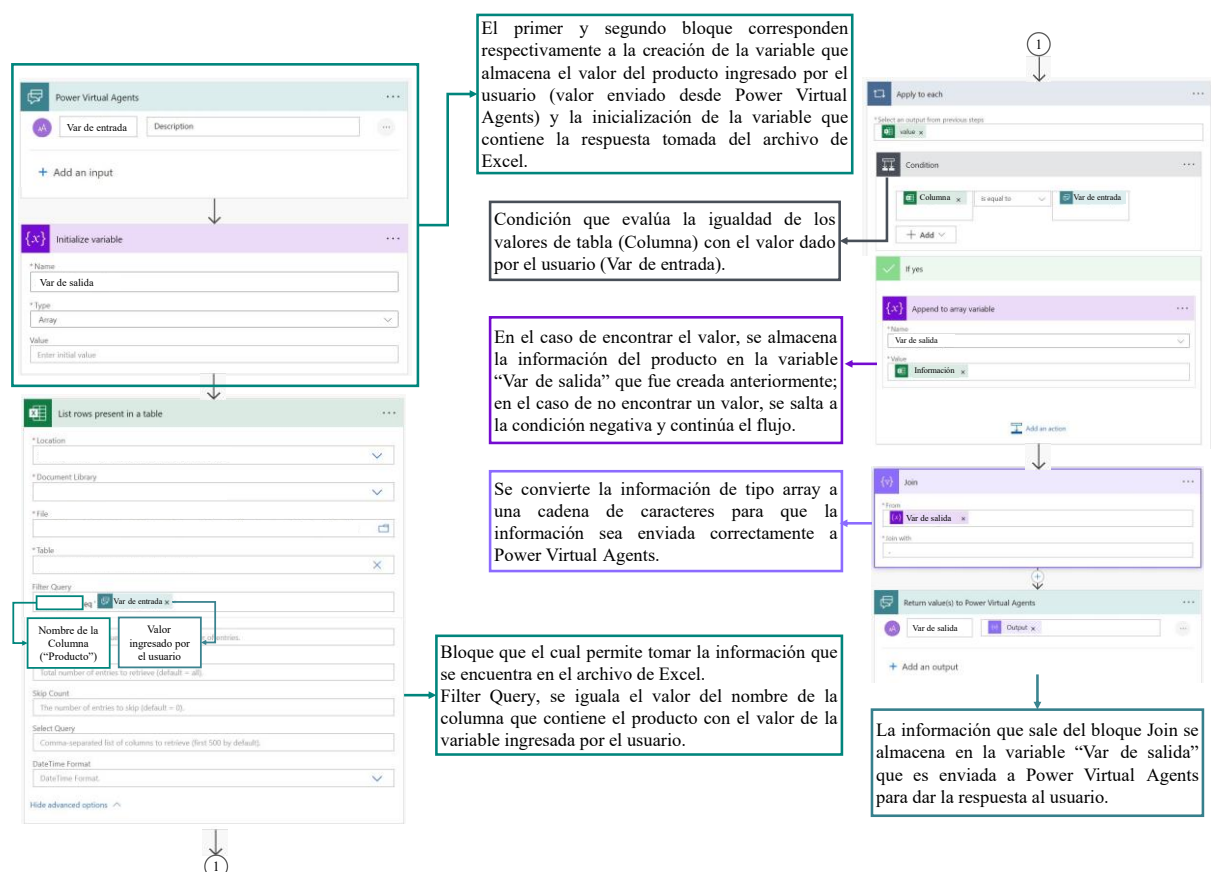 El primer y segundo bloque corresponden
respectivamente a la creación de la variable que
almacena el valor del producto ingresado por el
usuario (valor enviado desde Power Virtual
Agents) y la inicialización de la variable que
contiene la respuesta tomada del archivo de
Excel.
Power Virtual Agents
Var de entrada
Description
+ Add an input
{x}
Initialize variable
* Name
Var de salida
* Type
Array
Value
Enter initial value
List rows present in a table
* Location
* Document Library
* File
* Table
Filter Query
eq '
Var de entrada ×
Nombre de la
Columna
(“Producto”)
Valor
ingresado por
el usuario
of entries.
Total number of entries to retrieve (default = all).
Skip Count
The number of entries to skip (default = 0).
Select Query
Comma-separated list of columns to retrieve (first 500 by default).
DateTime Format
DateTime Format.
Hide advanced options
1
Condición que evalúa la igualdad de los
valores de tabla (Columna) con el valor dado
por el usuario (Var de entrada).
En el caso de encontrar el valor, se almacena
la información del producto en la variable
“Var de salida” que fue creada anteriormente;
en el caso de no encontrar un valor, se salta a
la condición negativa y continúa el flujo.
Se convierte la información de tipo array a
una cadena de caracteres para que la
información sea enviada correctamente a
Power Virtual Agents.
Bloque que el cual permite tomar la información que
se encuentra en el archivo de Excel.
Filter Query, se iguala el valor del nombre de la
columna que contiene el producto con el valor de la
variable ingresada por el usuario.
1
Apply to each
* Select an output from previous steps
value ×
Condition
Columna ×
is equal to
Var de entrada
+ Add
If yes
{x}
Append to array variable
* Name
Var de salida
* Value
Información ×
Add an action
Join
* From
Var de salida ×
* Join with
Return value(s) to Power Virtual Agents
Var de salida
Output ×
+ Add an output
La información que sale del bloque Join se
almacena en la variable “Var de salida”
que es enviada a Power Virtual Agents
para dar la respuesta al usuario.